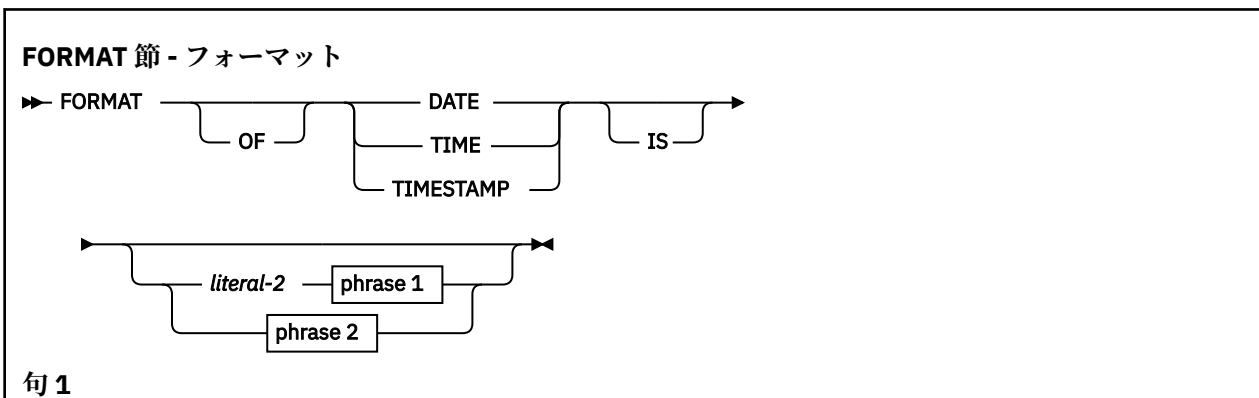 FORMAT 節 - フォーマット
FORMAT DATE
OF TIME IS
TIMESTAMP
literal-2 phrase 1
phrase 2
句 1